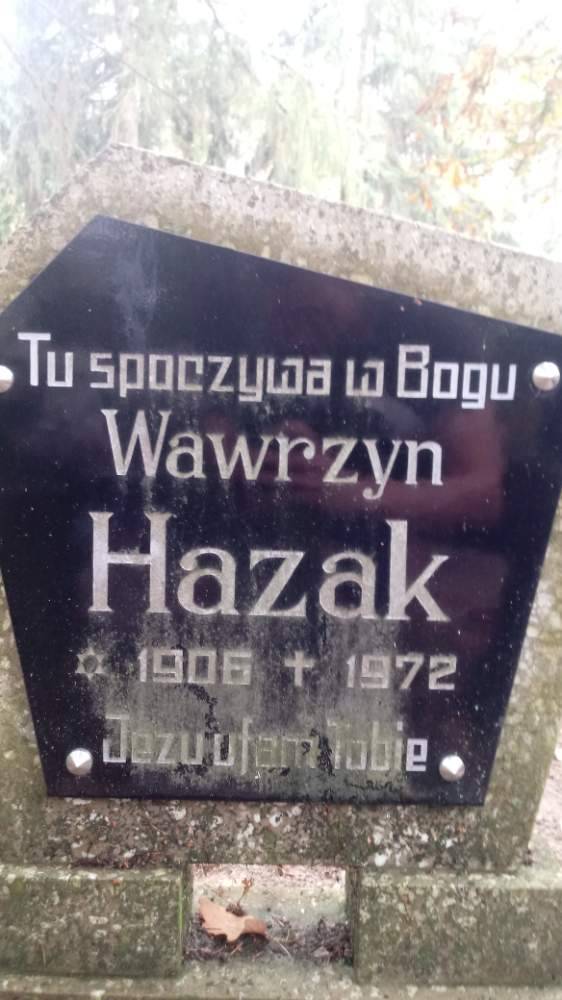 Tu spoczywa w Bogu
Wawrzyn
Hazak
✡ 1906 ✝ 1972
Jezu ufam Tobie